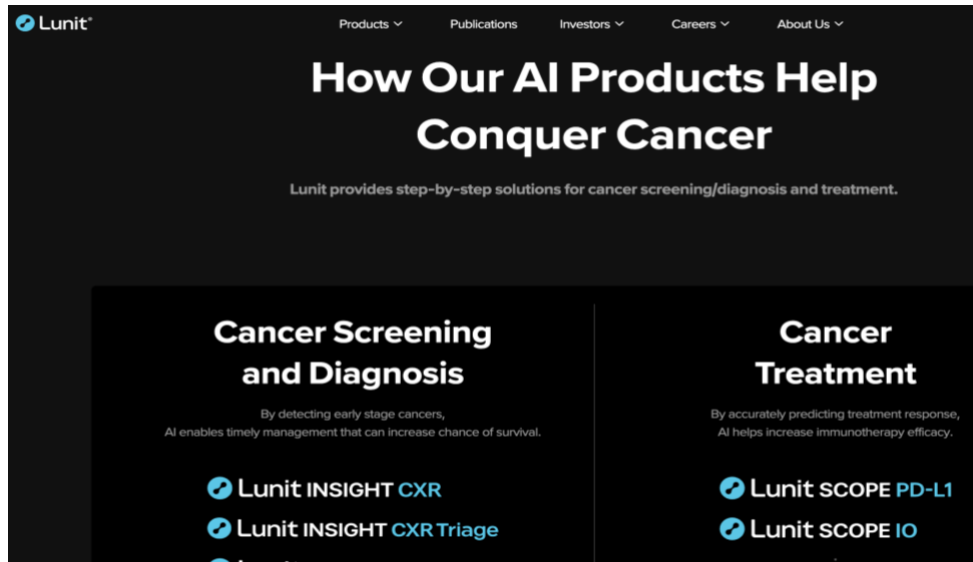 Lunit®
Products
Publications
Investors
Careers
About Us
How Our AI Products Help
Conquer Cancer
Lunit provides step-by-step solutions for cancer screening/diagnosis and treatment.
Cancer Screening
and Diagnosis
By detecting early stage cancers,
AI enables timely management that can increase chance of survival.
Lunit INSIGHT CXR
Lunit INSIGHT CXR Triage
Cancer
Treatment
By accurately predicting treatment response,
AI helps increase immunotherapy efficacy.
Lunit SCOPE PD-L1
Lunit SCOPE IO